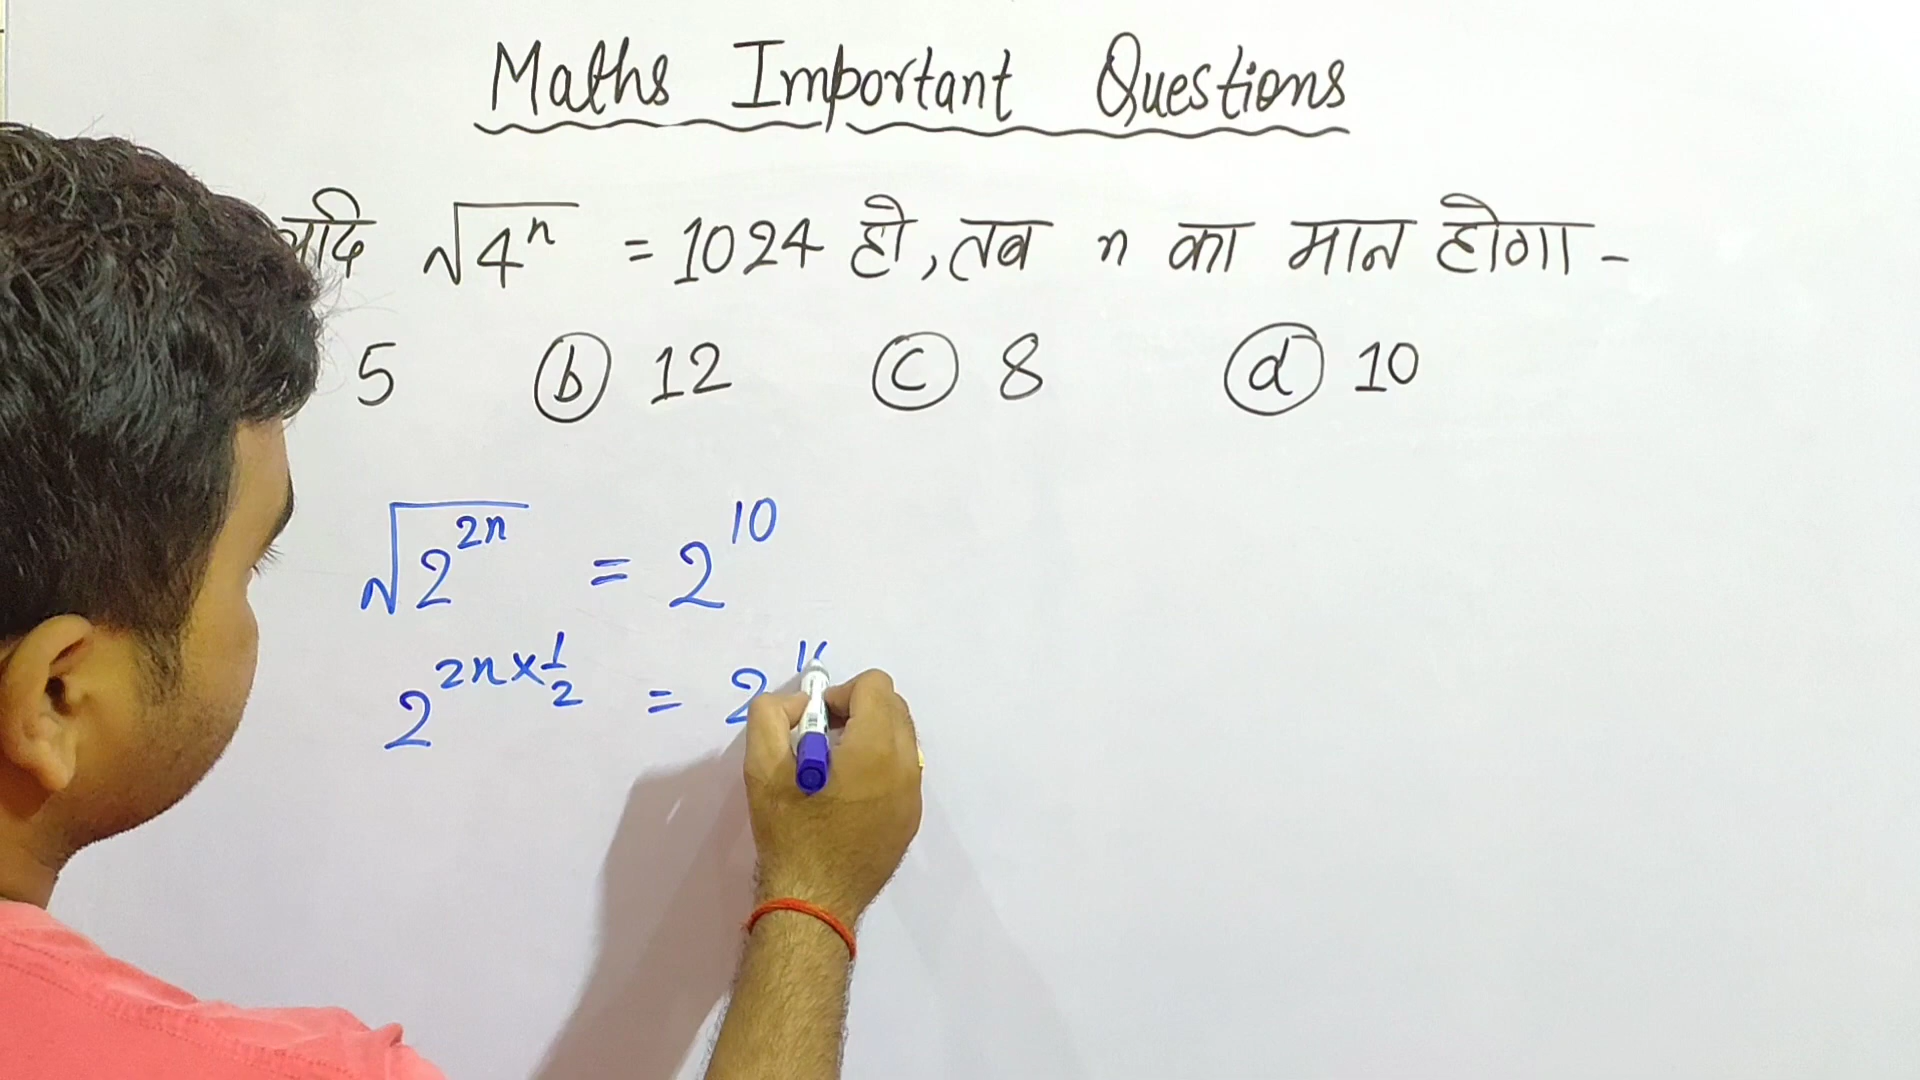 Maths Important Questions
यदि √4ⁿ = 1024 हो, तब n का मान होगा -
5 (b) 12 (c) 8 (d) 10
√2²ⁿ = 2¹⁰
2^(2n×1/2) = 2